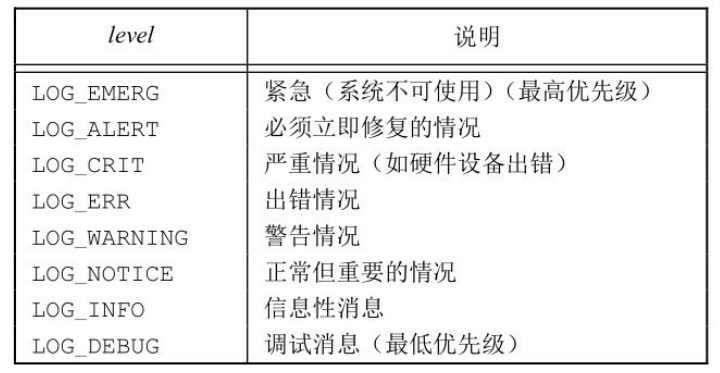 level 说明
LOG_EMERG 紧急（系统不可使用）（最高优先级）
LOG_ALERT 必须立即修复的情况
LOG_CRIT 严重情况（如硬件设备出错）
LOG_ERR 出错情况
LOG_WARNING 警告情况
LOG_NOTICE 正常但重要的情况
LOG_INFO 信息性消息
LOG_DEBUG 调试消息（最低优先级）